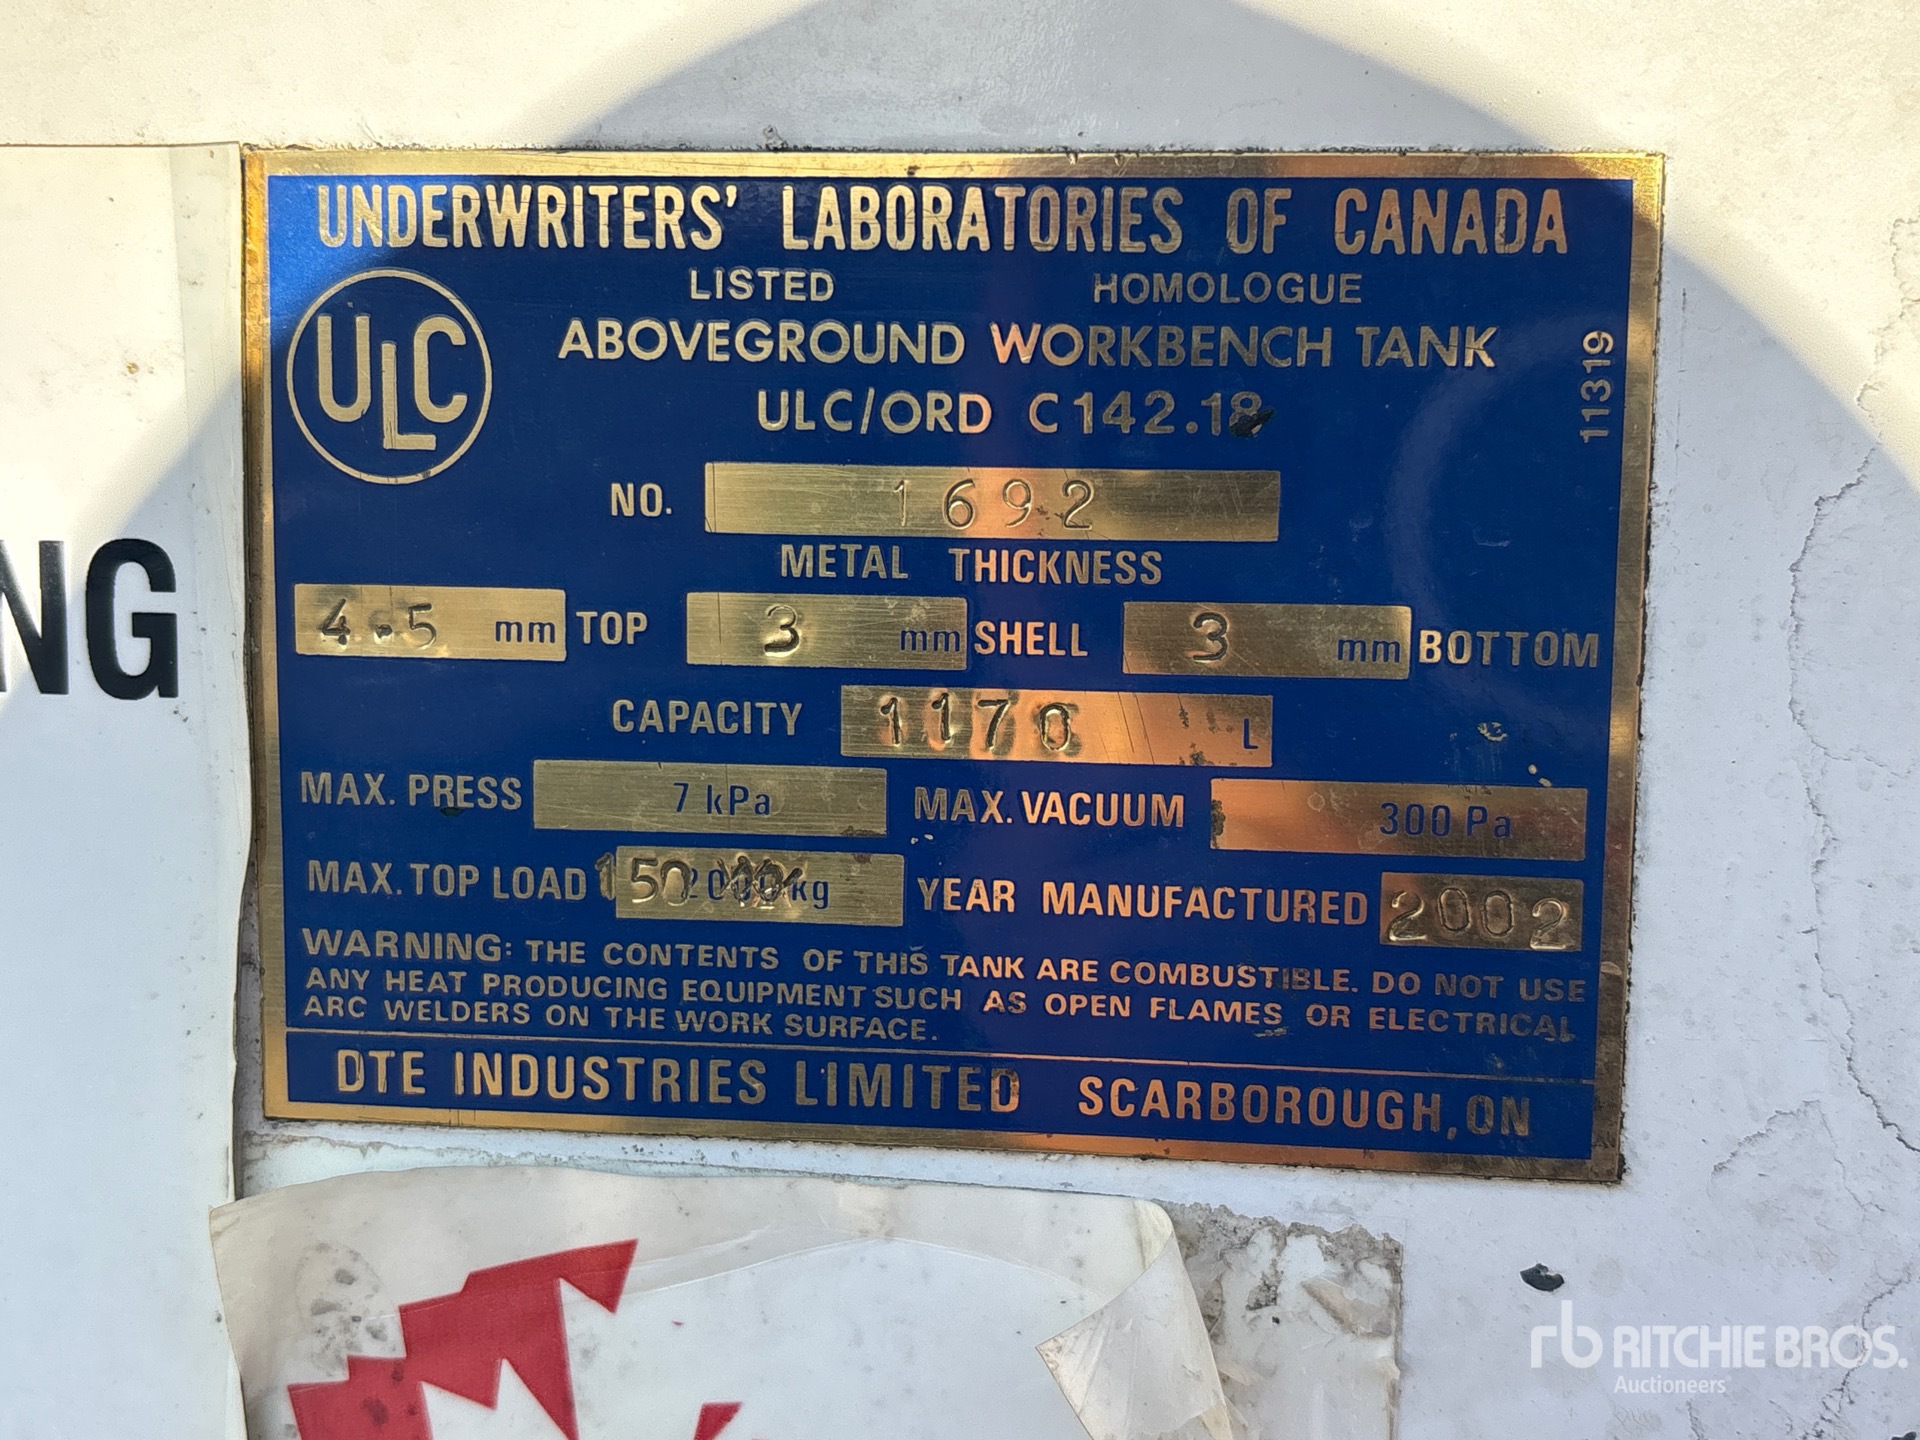 UNDERWRITERS' LABORATORIES OF CANADA
LISTED HOMOLOGUE
ULC
ABOVEGROUND WORKBENCH TANK
ULC/ORD C142.18
11319
NO. 1692
METAL THICKNESS
4.5 mm TOP 3 mm SHELL 3 mm BOTTOM
CAPACITY 1170 L
MAX. PRESS 7 kPa MAX. VACUUM 300 Pa
MAX. TOP LOAD 150 2000 kg YEAR MANUFACTURED 2002
WARNING: THE CONTENTS OF THIS TANK ARE COMBUSTIBLE. DO NOT USE
ANY HEAT PRODUCING EQUIPMENT SUCH AS OPEN FLAMES OR ELECTRICAL
ARC WELDERS ON THE WORK SURFACE.
DTE INDUSTRIES LIMITED SCARBOROUGH, ON
NG
rb RITCHIE BROS.
Auctioneers